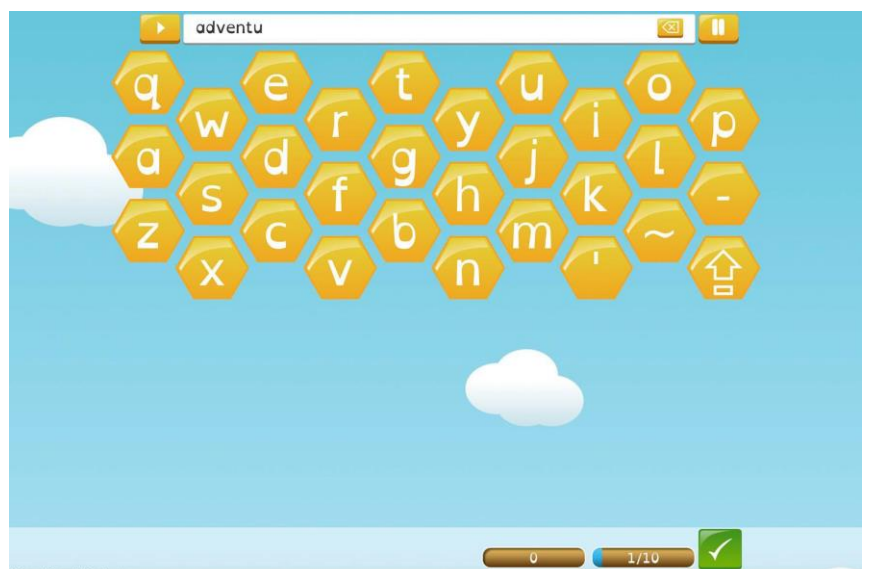 adventu
q e t u o
w r y i p
a d g j l
s f h k -
z c b m ~
x v n '
0 1/10